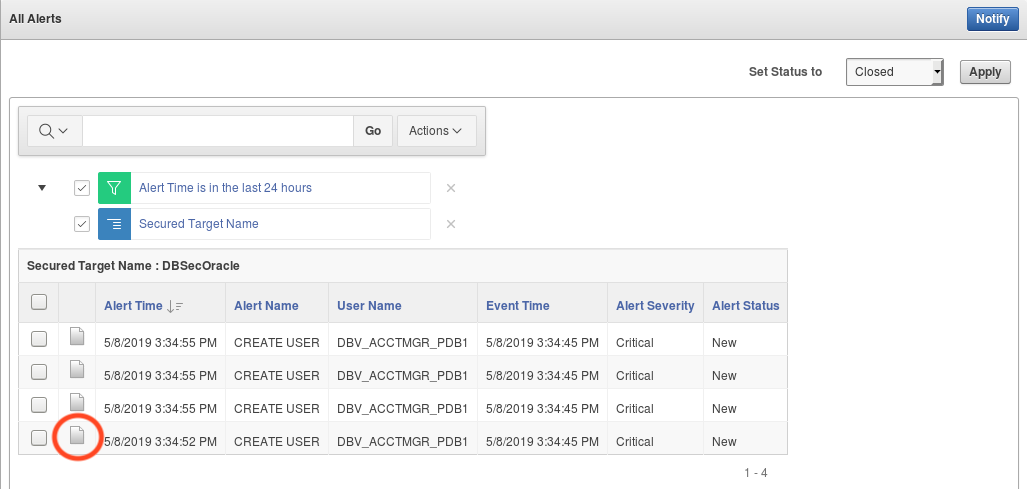 All Alerts Notify
Set Status to Closed Apply
Go Actions
Alert Time is in the last 24 hours
Secured Target Name
Secured Target Name : DBSecOracle
Alert Time Alert Name User Name Event Time Alert Severity Alert Status
5/8/2019 3:34:55 PM CREATE USER DBV_ACCTMGR_PDB1 5/8/2019 3:34:45 PM Critical New
5/8/2019 3:34:55 PM CREATE USER DBV_ACCTMGR_PDB1 5/8/2019 3:34:45 PM Critical New
5/8/2019 3:34:55 PM CREATE USER DBV_ACCTMGR_PDB1 5/8/2019 3:34:45 PM Critical New
5/8/2019 3:34:52 PM CREATE USER DBV_ACCTMGR_PDB1 5/8/2019 3:34:45 PM Critical New
1 - 4